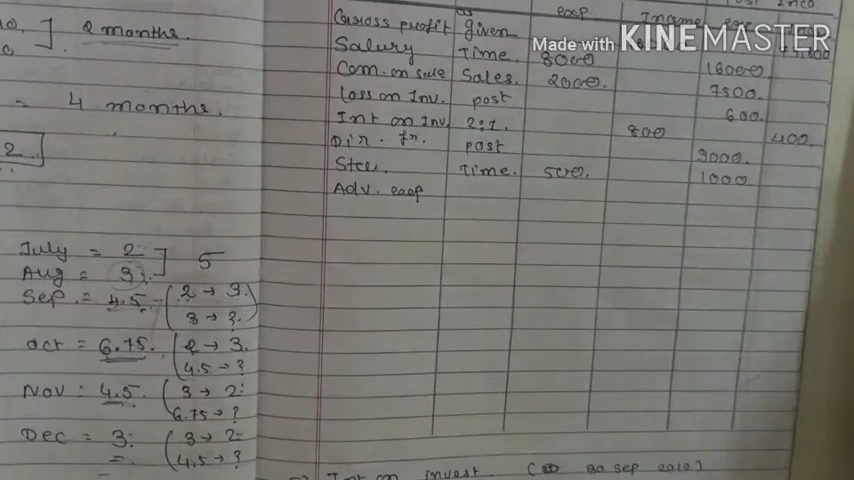 ] 2 months.
= 4 months.
2
July = 2
Aug = 3 ] 5
Sep = 4.5 ( 2 → 3
3 → ?
Oct = 6.75. ( 2 → 3
4.5 → ?
Nov = 4.5. ( 3 → 2
6.75 → ?
Dec = 3 ( 3 → 2
4.5 → ?
exp. Income
Gross profit given
Salary Time. 8000 16000.
Com. on sale Sales. 2000. 7500.
Loss on Inv. post 600.
Int on Inv. 2:1. 800 400.
Dir. post 3000.
Time. 500. 1000
Adv. exp
Int on invest. ( 30 Sep 2010)
Made with KINEMASTER